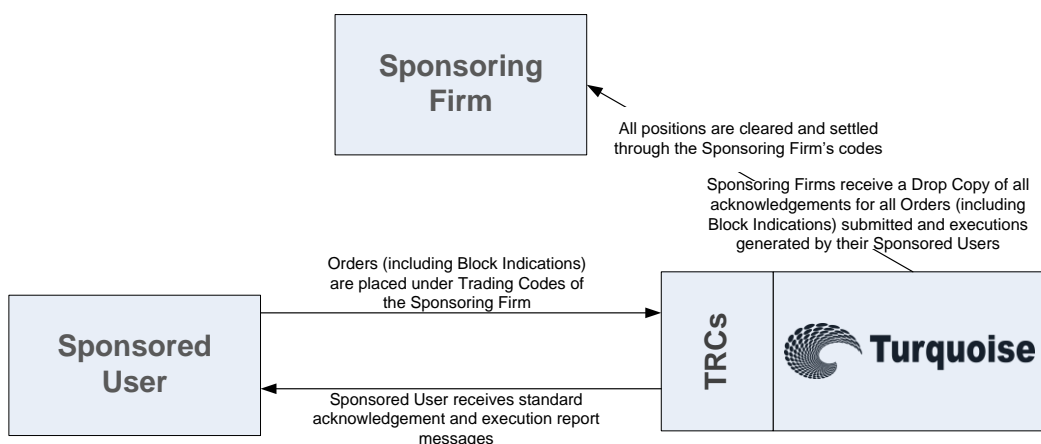 Sponsoring
Firm
All positions are cleared and settled
through the Sponsoring Firm's codes
Sponsoring Firms receive a Drop Copy of all
acknowledgements for all Orders (including
Block Indications) submitted and executions
generated by their Sponsored Users
Orders (including Block Indications)
are placed under Trading Codes of
the Sponsoring Firm
Sponsored
User
TRCs
Turquoise
Sponsored User receives standard
acknowledgement and execution report
messages